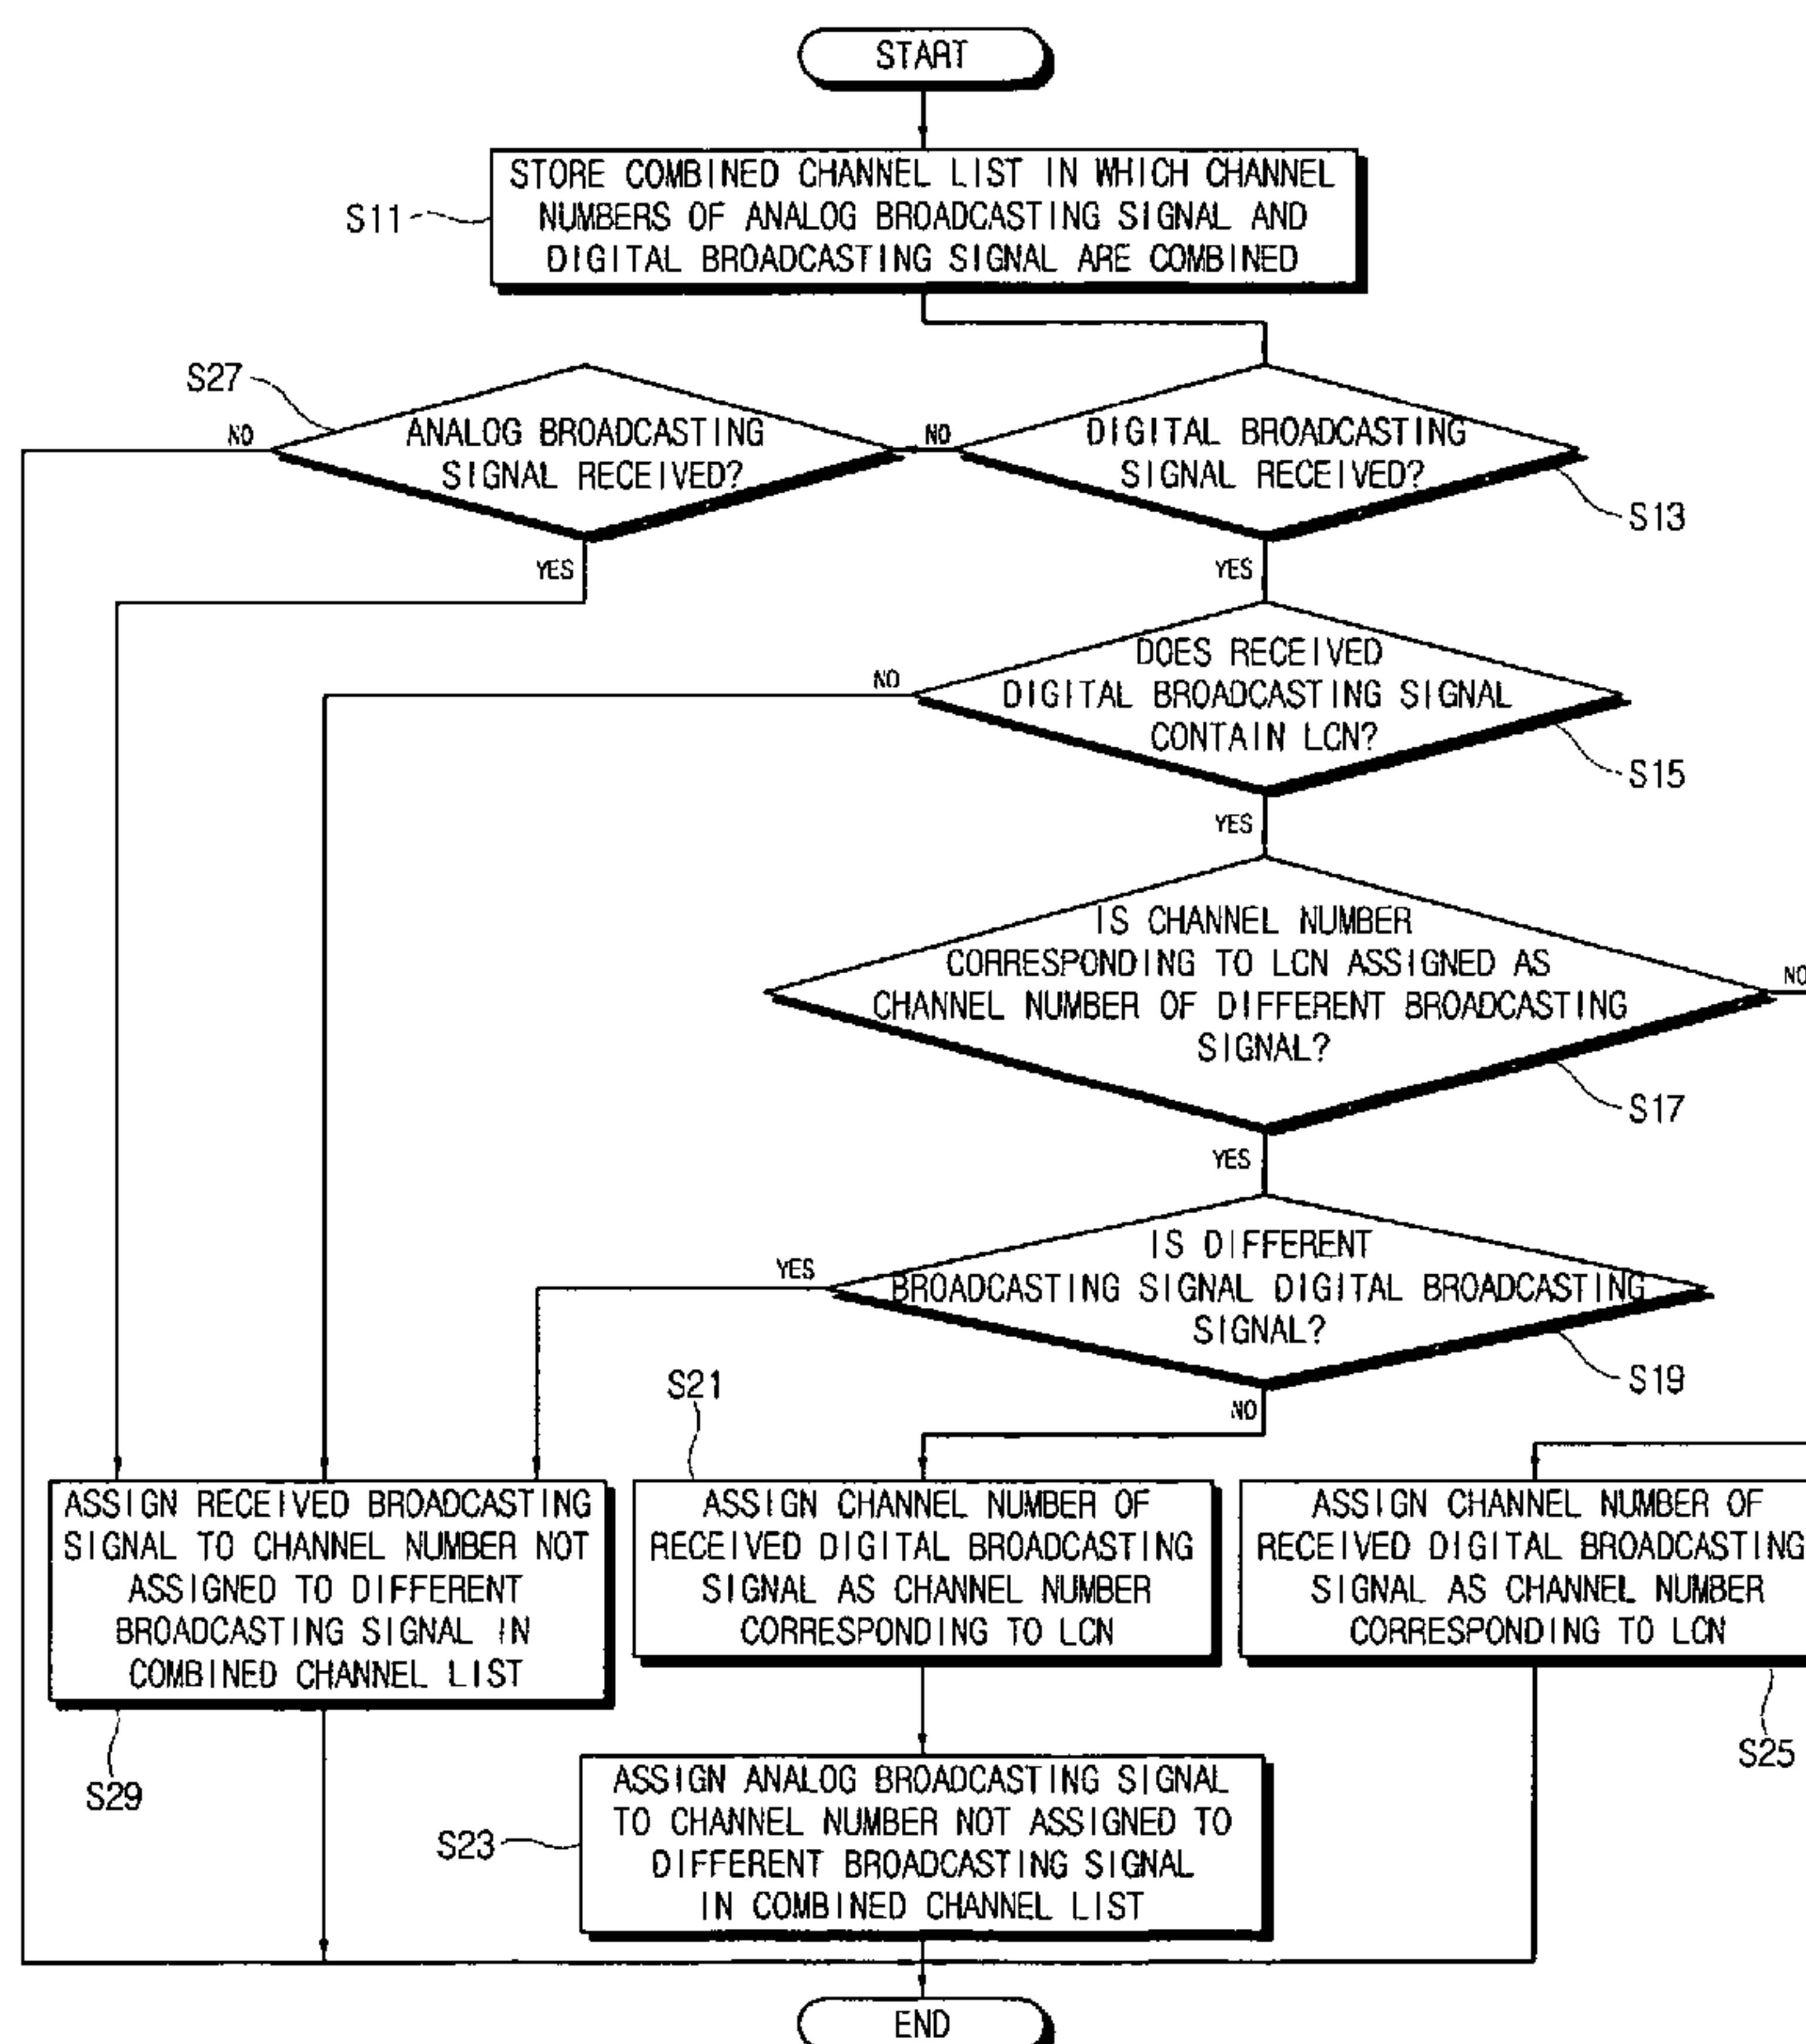 START
STORE COMBINED CHANNEL LIST IN WHICH CHANNEL
NUMBERS OF ANALOG BROADCASTING SIGNAL AND
DIGITAL BROADCASTING SIGNAL ARE COMBINED
S11
S27
NO
ANALOG BROADCASTING
SIGNAL RECEIVED?
YES
NO
DIGITAL BROADCASTING
SIGNAL RECEIVED?
S13
YES
DOES RECEIVED
DIGITAL BROADCASTING SIGNAL
CONTAIN LCN?
NO
S15
YES
IS CHANNEL NUMBER
CORRESPONDING TO LCN ASSIGNED AS
CHANNEL NUMBER OF DIFFERENT BROADCASTING
SIGNAL?
NO
S17
YES
IS DIFFERENT
BROADCASTING SIGNAL DIGITAL BROADCASTING
SIGNAL?
YES
S19
NO
S21
ASSIGN RECEIVED BROADCASTING
SIGNAL TO CHANNEL NUMBER NOT
ASSIGNED TO DIFFERENT
BROADCASTING SIGNAL IN
COMBINED CHANNEL LIST
S29
ASSIGN CHANNEL NUMBER OF
RECEIVED DIGITAL BROADCASTING
SIGNAL AS CHANNEL NUMBER
CORRESPONDING TO LCN
ASSIGN CHANNEL NUMBER OF
RECEIVED DIGITAL BROADCASTING
SIGNAL AS CHANNEL NUMBER
CORRESPONDING TO LCN
S25
S23
ASSIGN ANALOG BROADCASTING SIGNAL
TO CHANNEL NUMBER NOT ASSIGNED TO
DIFFERENT BROADCASTING SIGNAL
IN COMBINED CHANNEL LIST
END